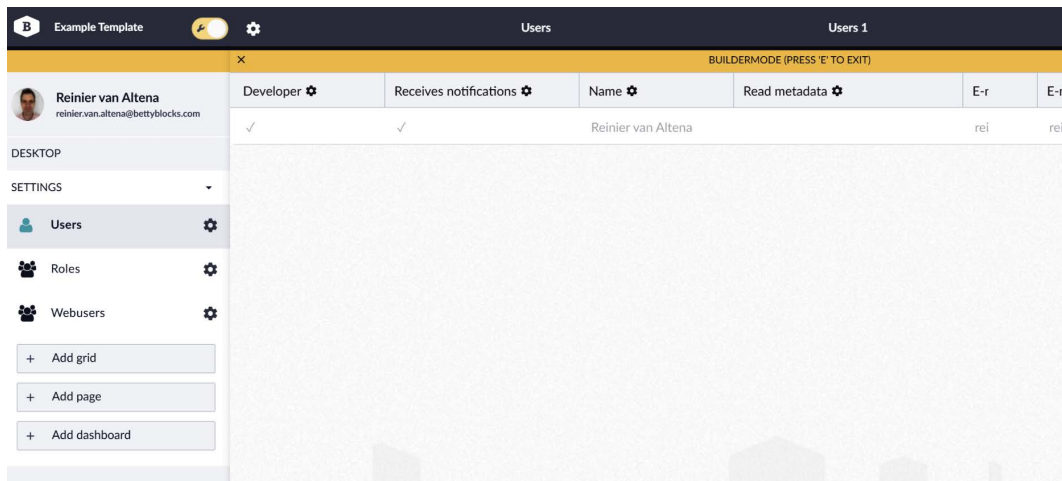 B Example Template Users Users 1
× BUILDERMODE (PRESS 'E' TO EXIT)
Reinier van Altena
reinier.van.altena@bettyblocks.com
DESKTOP
SETTINGS
Users
Roles
Webusers
+ Add grid
+ Add page
+ Add dashboard
Developer Receives notifications Name Read metadata E-r E-r
✓ ✓ Reinier van Altena rei rei